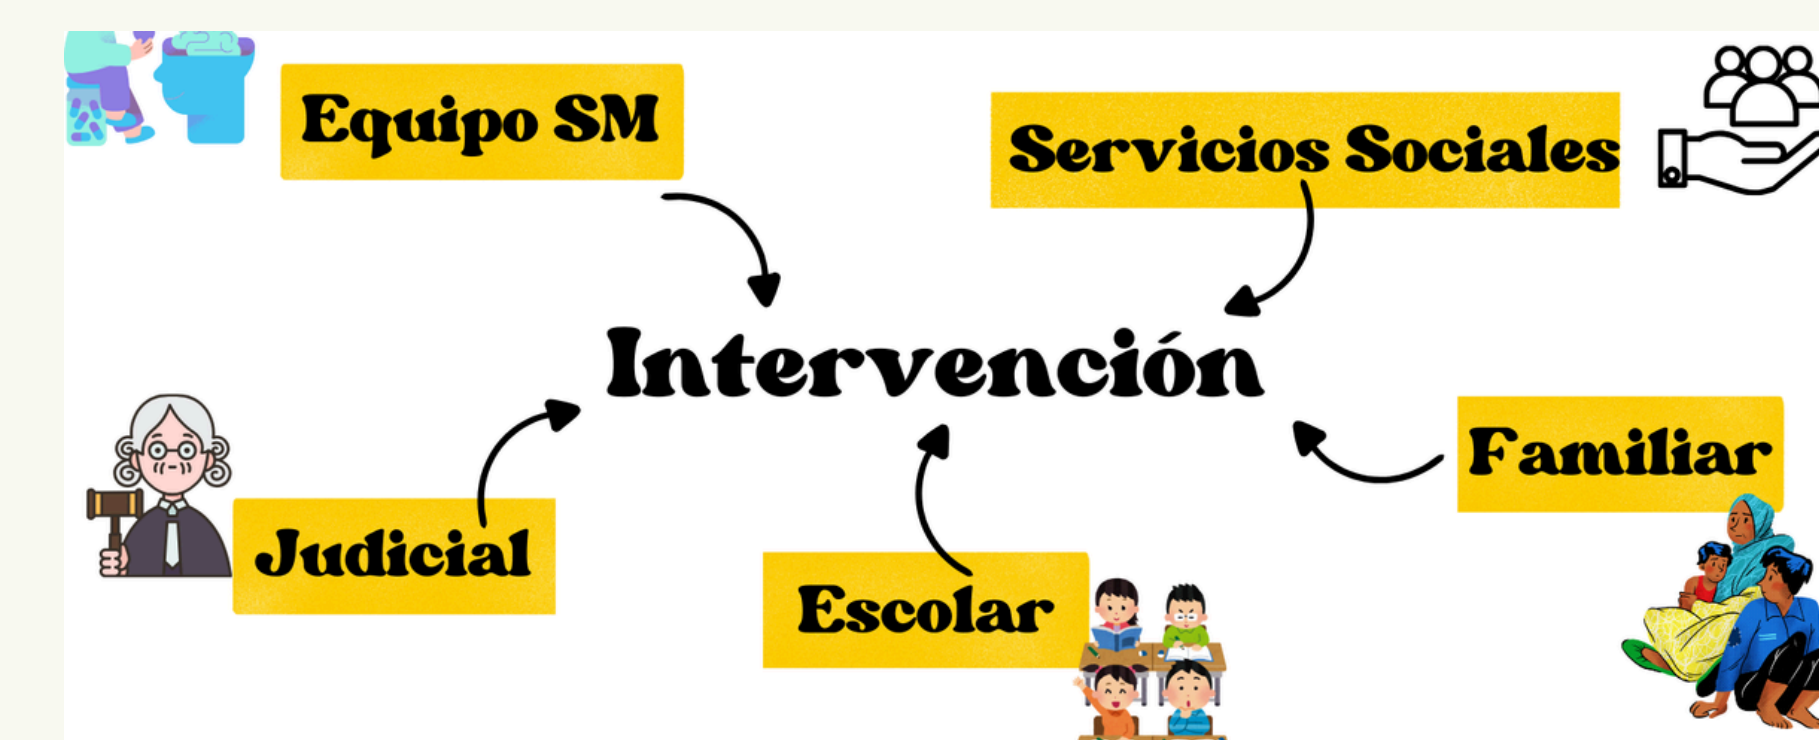 Equipo SM
Servicios Sociales
Intervención
Familiar
Judicial
Escolar